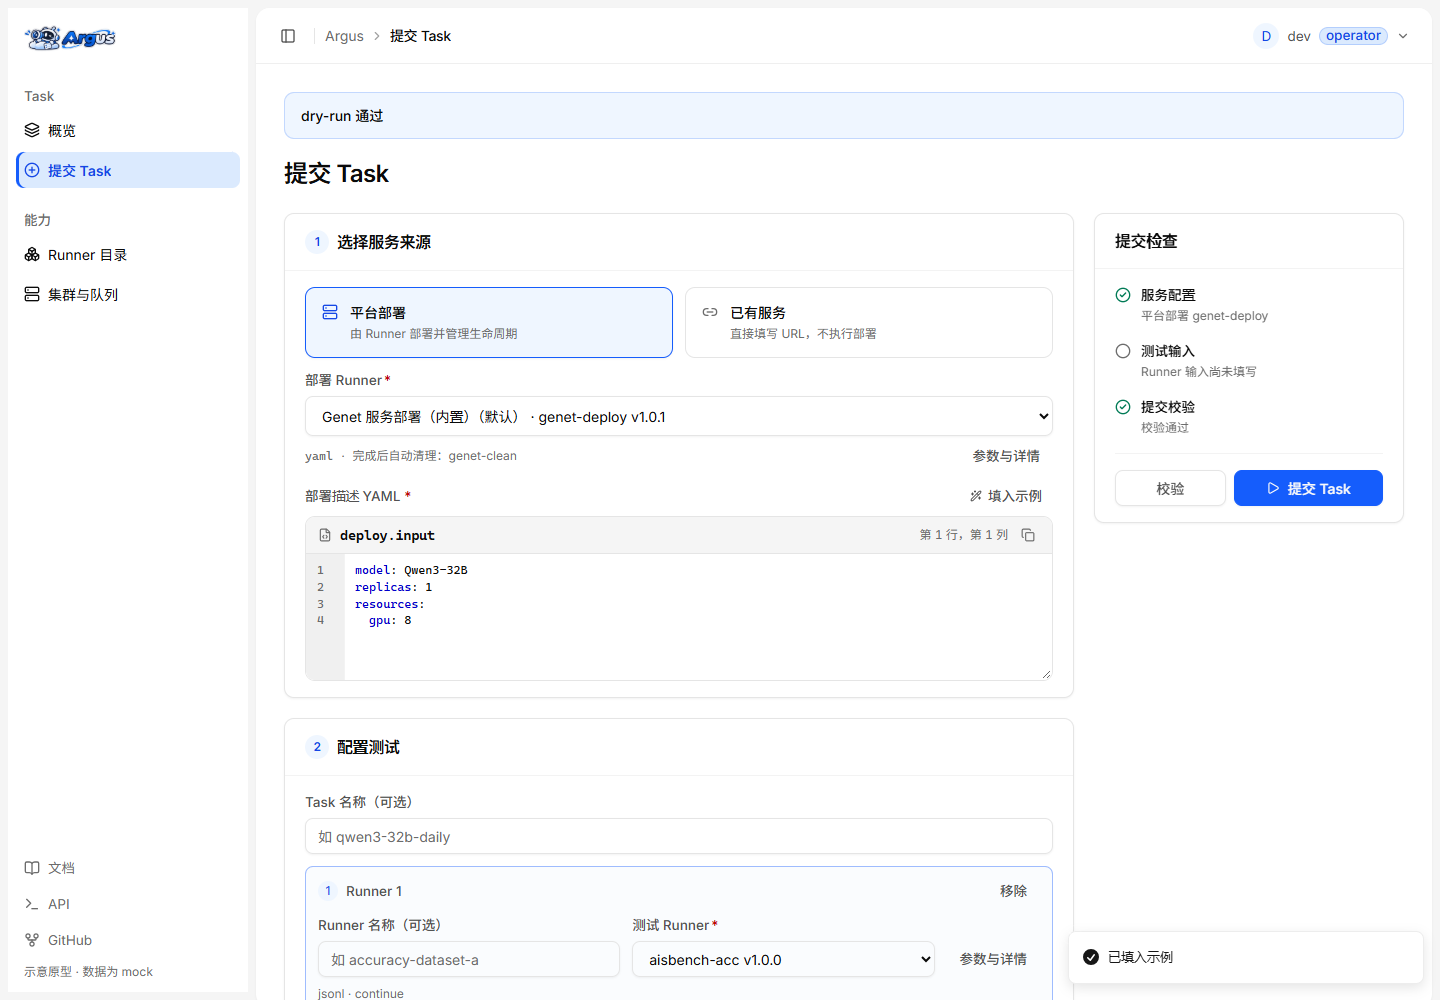 Argus
Task
概览
提交 Task
能力
Runner 目录
集群与队列
文档
API
GitHub
示意原型 · 数据为 mock
Argus
提交 Task
D
dev
operator
dry-run 通过
提交 Task
1
选择服务来源
平台部署
由 Runner 部署并管理生命周期
已有服务
直接填写 URL，不执行部署
部署 Runner*
Genet 服务部署（内置）（默认） · genet-deploy v1.0.1
yaml · 完成后自动清理：genet-clean
参数与详情
部署描述 YAML *
填入示例
deploy.input
第 1 行，第 1 列
1 model: Qwen3-32B
2 replicas: 1
3 resources:
4 gpu: 8
2
配置测试
Task 名称（可选）
如 qwen3-32b-daily
1
Runner 1
移除
Runner 名称（可选）
测试 Runner*
如 accuracy-dataset-a
aisbench-acc v1.0.0
参数与详情
jsonl · continue
提交检查
服务配置
平台部署 genet-deploy
测试输入
Runner 输入尚未填写
提交校验
校验通过
校验
提交 Task
已填入示例